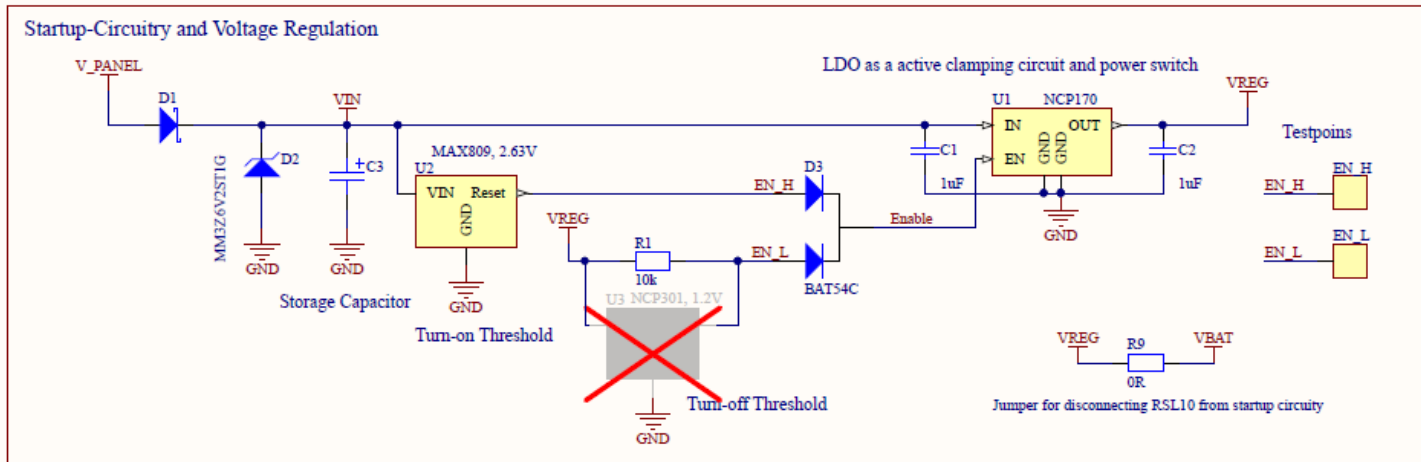 Startup-Circuitry and Voltage Regulation
V_PANEL
D1
VIN
D2
MM3Z6V2ST1G
GND
C3
GND
Storage Capacitor
MAX809, 2.63V
U2
VIN
Reset
GND
GND
Turn-on Threshold
VREG
R1
10k
U3 NCP301, 1.2V
GND
Turn-off Threshold
EN_H
EN_L
D3
BAT54C
Enable
LDO as a active clamping circuit and power switch
U1
NCP170
IN
OUT
EN
GND
GND
C1
1uF
C2
1uF
GND
VREG
Testpoins
EN_H
EN_H
EN_L
EN_L
VREG
R9
0R
VBAT
Jumper for disconnecting RSL10 from startup circuity